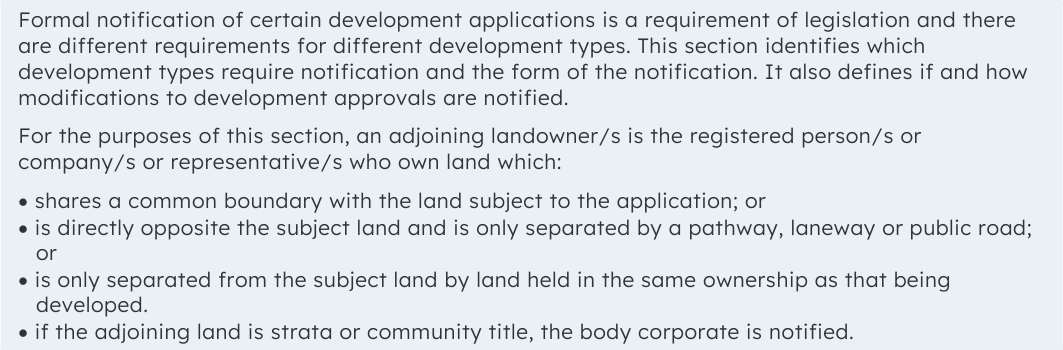 Formal notification of certain development applications is a requirement of legislation and there
are different requirements for different development types. This section identifies which
development types require notification and the form of the notification. It also defines if and how
modifications to development approvals are notified.
For the purposes of this section, an adjoining landowner/s is the registered person/s or
company/s or representative/s who own land which:
• shares a common boundary with the land subject to the application; or
• is directly opposite the subject land and is only separated by a pathway, laneway or public road;
or
• is only separated from the subject land by land held in the same ownership as that being
developed.
• if the adjoining land is strata or community title, the body corporate is notified.